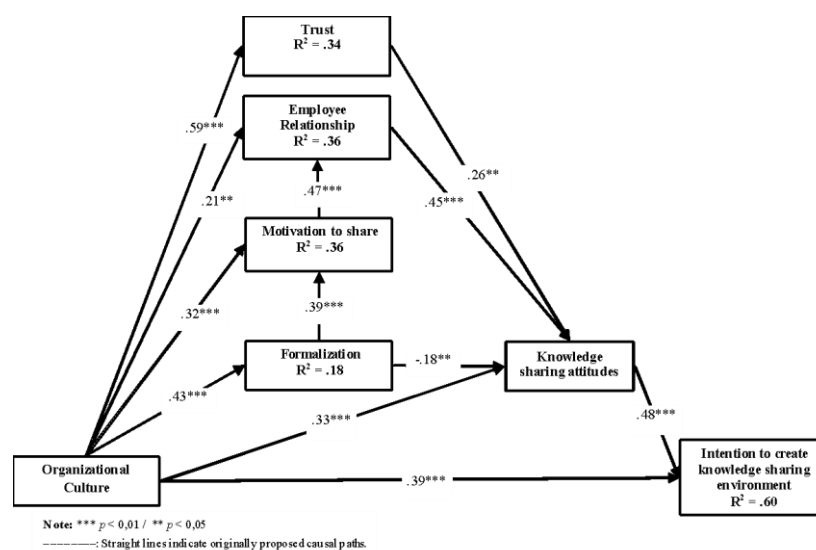 Trust
R² = .34
Employee
Relationship
R² = .36
.59***
.26**
.47***
.21**
.45***
Motivation to share
R² = .36
.39***
.32***
Formalization
R² = .18
-.18**
Knowledge
sharing attitudes
.43***
.33***
.48***
Organizational
Culture
.39***
Intention to create
knowledge sharing
environment
R² = .60
Note: *** p < 0,01 / ** p < 0,05
————: Straight lines indicate originally proposed causal paths.